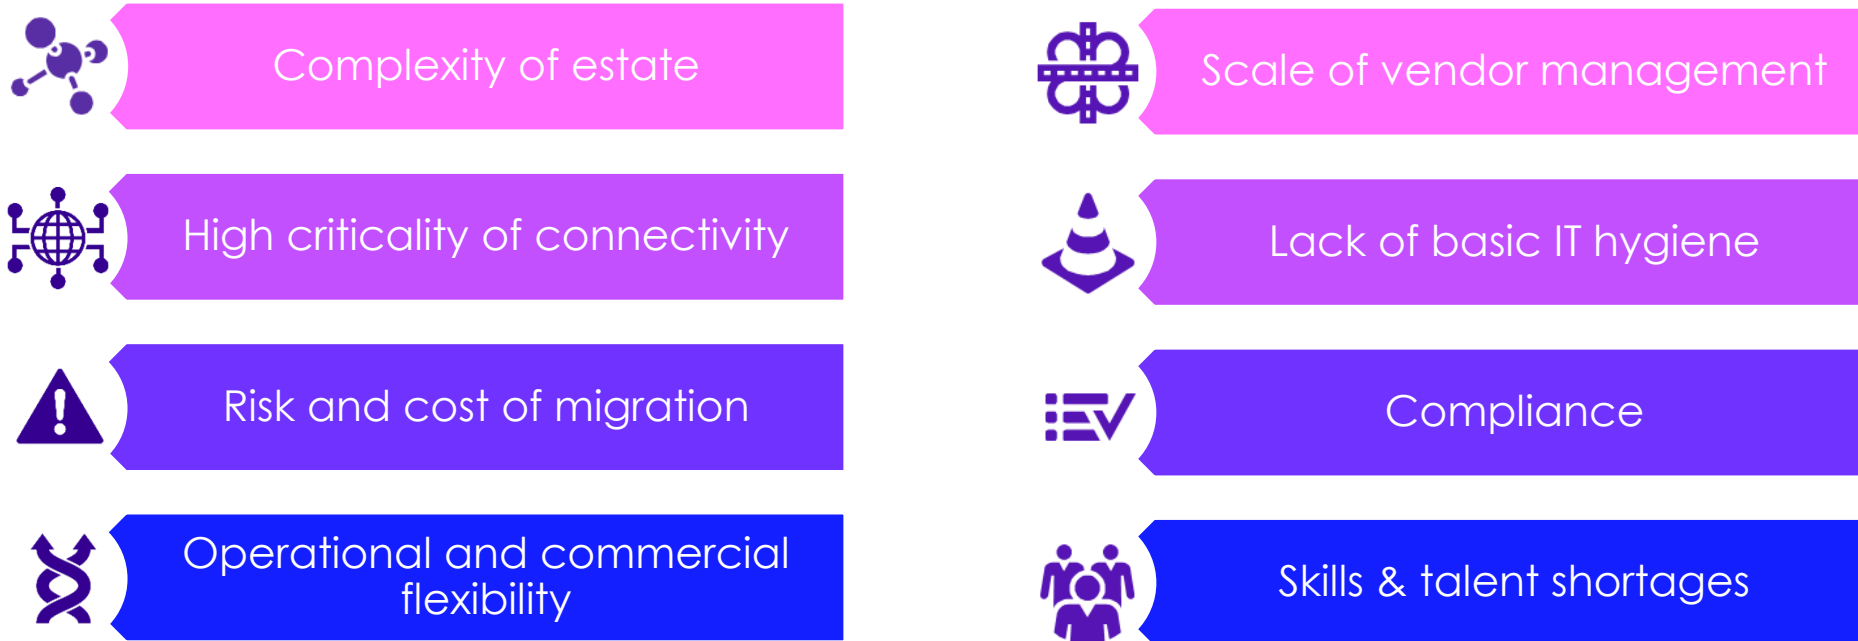 Complexity of estate
High criticality of connectivity
Risk and cost of migration
Operational and commercial
flexibility
Scale of vendor management
Lack of basic IT hygiene
Compliance
Skills & talent shortages